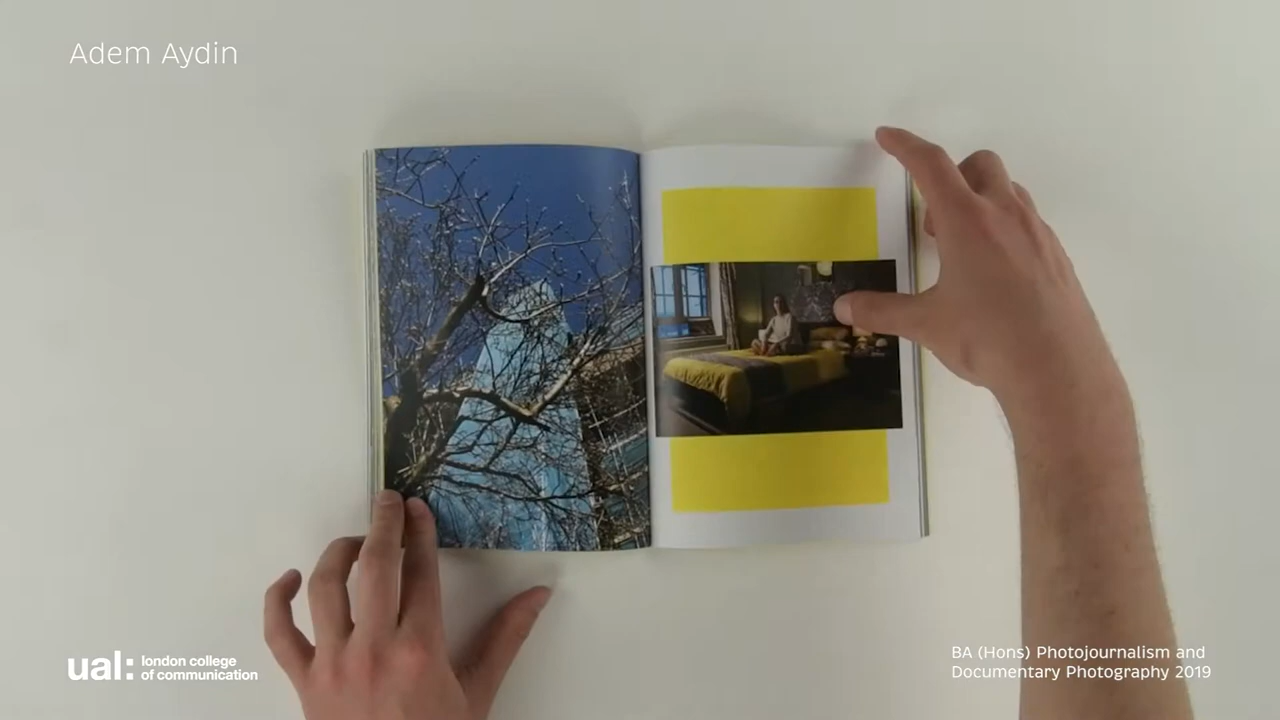 Adem Aydin
ual:
london college
of communication
BA (Hons) Photojournalism and
Documentary Photography 2019